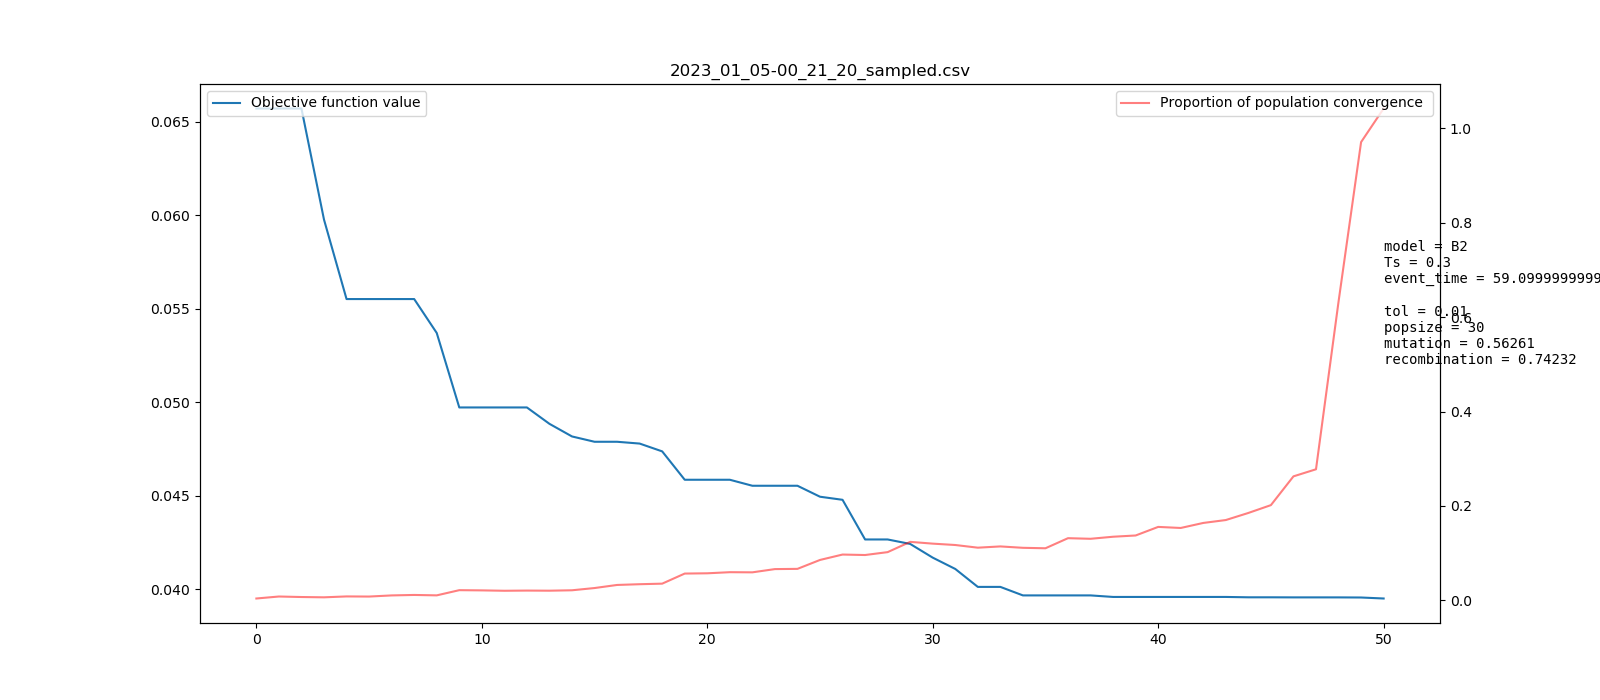 2023_01_05-00_21_20_sampled.csv
Objective function value
Proportion of population convergence
0.065
0.060
0.055
0.050
0.045
0.040
1.0
0.8
0.6
0.4
0.2
0.0
model = B2
Ts = 0.3
event_time = 59.0999999999
tol = 0.01
popsize = 30
mutation = 0.56261
recombination = 0.74232
0
10
20
30
40
50